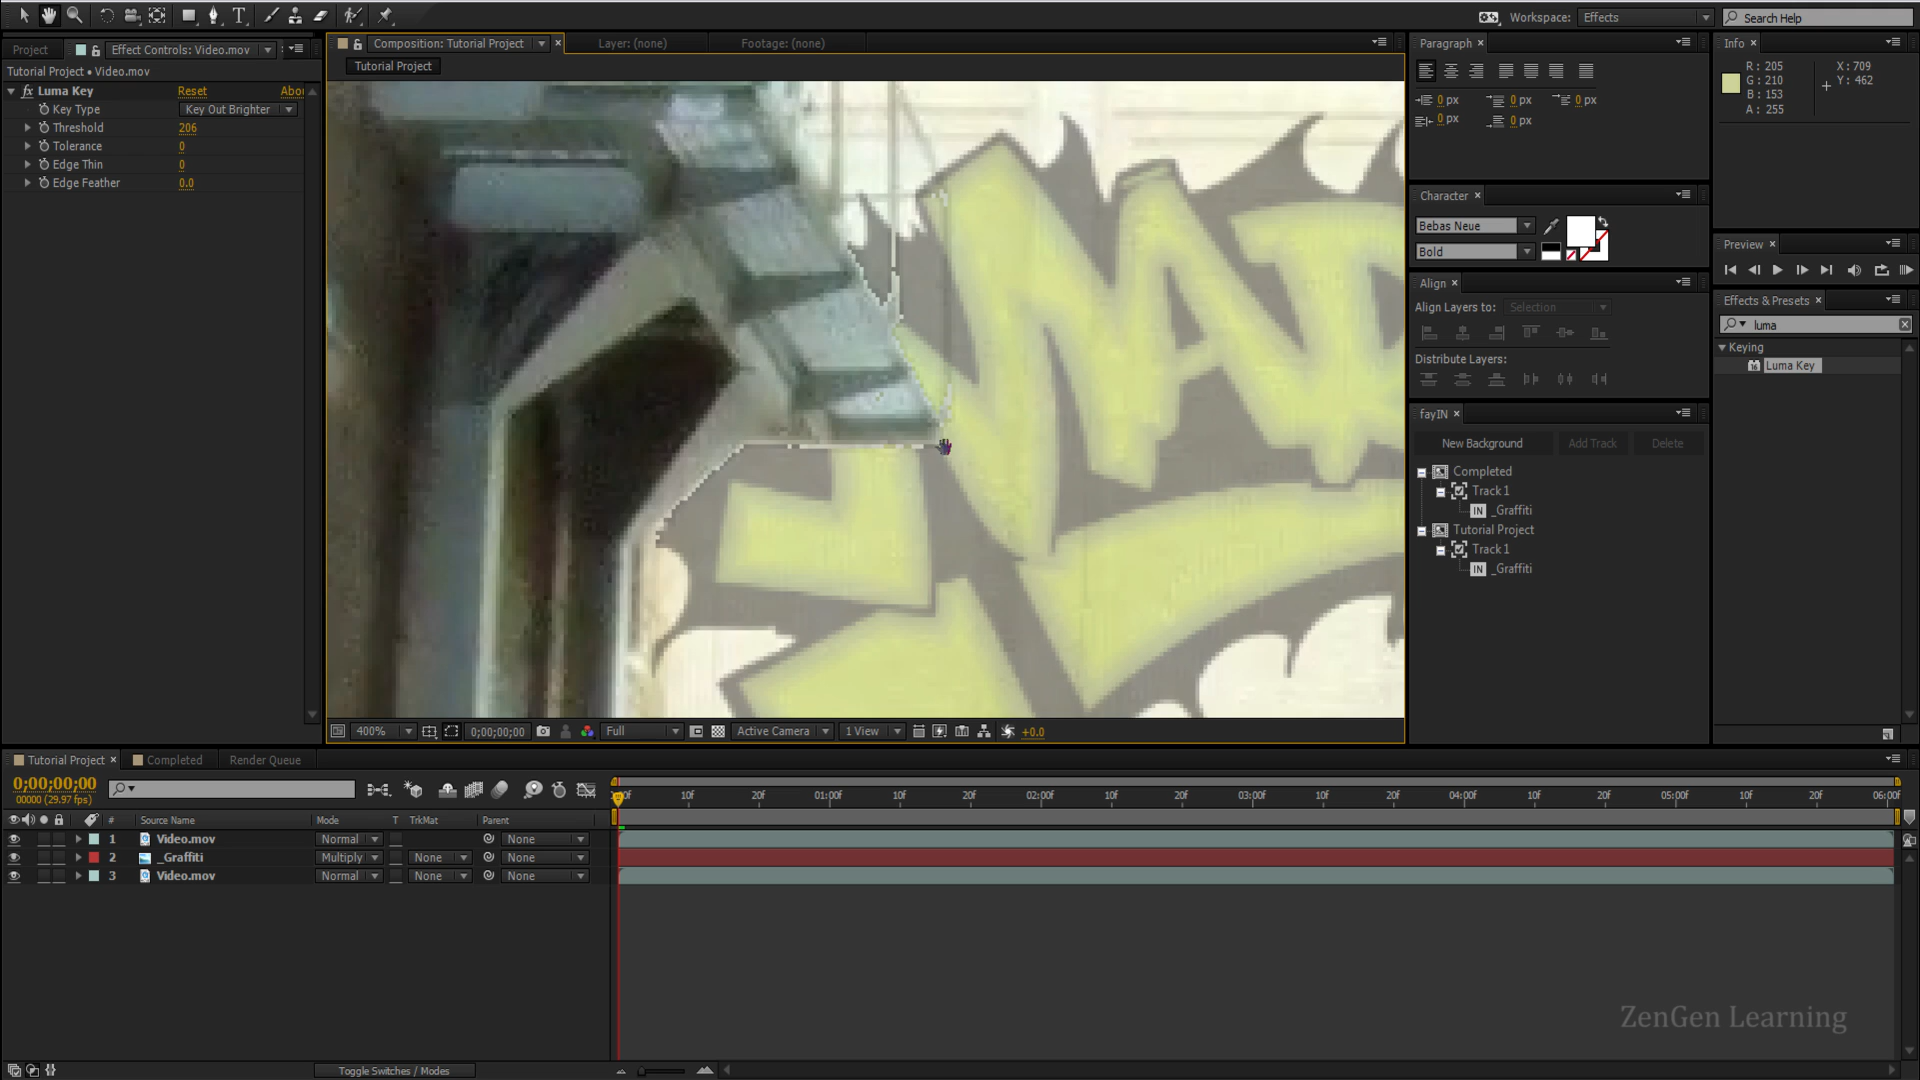 Workspace: Effects
Search Help
Project
Effect Controls: Video.mov
Composition: Tutorial Project
Layer: (none)
Footage: (none)
Paragraph
Info
Tutorial Project
Tutorial Project • Video.mov
fx Luma Key Reset Abou
Key Type Key Out Brighter
Threshold 206
Tolerance 0
Edge Thin 0
Edge Feather 0.0
0 px 0 px 0 px
0 px 0 px
R: 205 X: 709
G: 210 Y: 462
B: 153
A: 255
Character
Bebas Neue
Bold
Preview
Align
Align Layers to: Selection
Distribute Layers:
Effects & Presets
luma
Keying
Luma Key
fayIN
New Background Add Track Delete
Completed
Track 1
IN _Graffiti
Tutorial Project
Track 1
IN _Graffiti
400% 0;00;00;00 Full Active Camera 1 View +0.0
Tutorial Project Completed Render Queue
0;00;00;00
00000 (29.97 fps)
10f 20f 01:00f 10f 20f 02:00f 10f 20f 03:00f 10f 20f 04:00f 10f 20f 05:00f 10f 20f 06:00f
# Source Name Mode T TrkMat Parent
1 Video.mov Normal None
2 _Graffiti Multiply None None
3 Video.mov Normal None None
ZenGen Learning
Toggle Switches / Modes